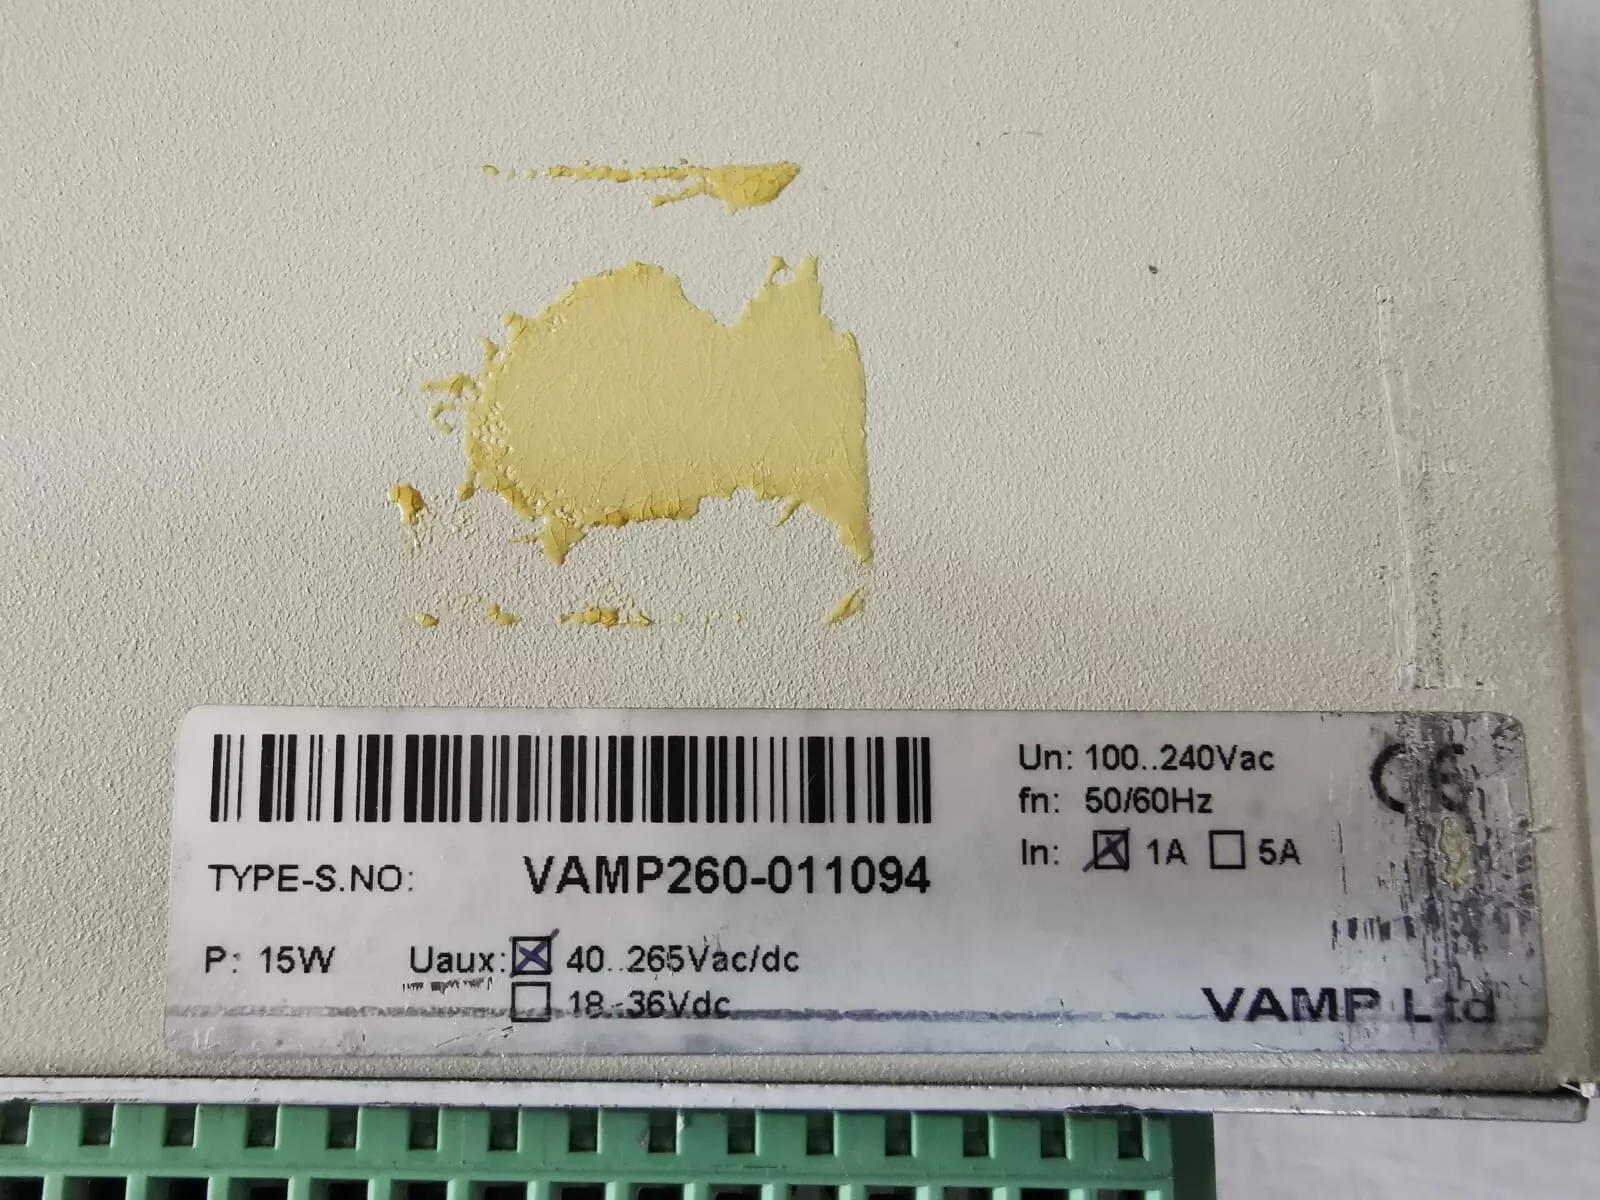 Un: 100..240Vac
CE
fn: 50/60Hz
In: ☒ 1A ☐ 5A
TYPE-S.NO: VAMP260-011094
P: 15W Uaux: ☒ 40..265Vac/dc
☐ 18..36Vdc
VAMP Ltd